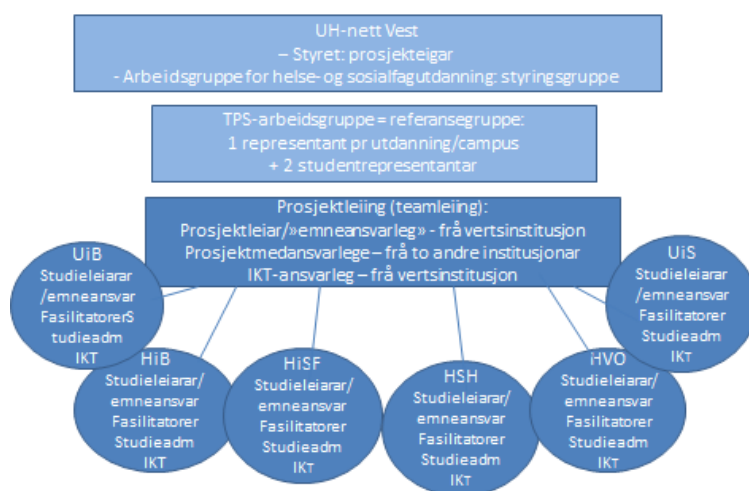 UH-nett Vest
– Styret: prosjekteigar
- Arbeidsgruppe for helse- og sosialfagutdanning: styringsgruppe
TPS-arbeidsgruppe = referansegruppe:
1 representant pr utdanning/campus
+ 2 studentrepresentantar
Prosjektleiing (teamleiing):
Prosjektleiar/»emneansvarleg» - frå vertsinstitusjon
Prosjektmedansvarlege – frå to andre institusjonar
IKT-ansvarleg – frå vertsinstitusjon
UiB
Studieleiarar
/emneansvar
FasilitatorerS
tudieadm
IKT
HiB
Studieleiarar/
emneansvar
Fasilitatorer
Studieadm
IKT
HiSF
Studieleiarar/
emneansvar
Fasilitatorer
Studieadm
IKT
HSH
Studieleiarar/
emneansvar
Fasilitatorer
Studieadm
IKT
HVO
Studieleiarar/
emneansvar
Fasilitatorer
Studieadm
IKT
UiS
Studieleiarar
/emneansvar
Fasilitatorer
Studieadm
IKT